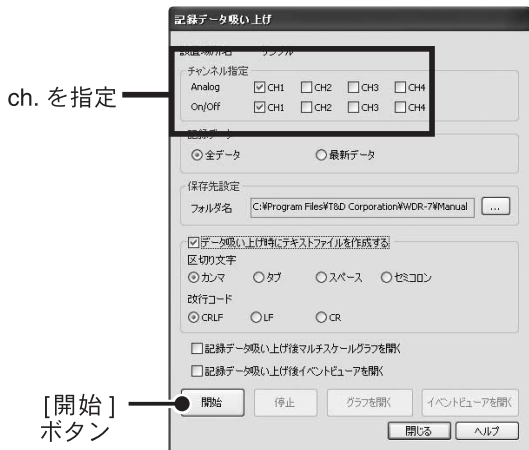 記録データ吸い上げ
チャンネル指定
Analog CH1 CH2 CH3 CH4
On/Off CH1 CH2 CH3 CH4
ch. を指定
記録データ
全データ 最新データ
保存先設定
フォルダ名 C:¥Program Files¥T&D Corporation¥WDR-7¥Manual ...
データ吸い上げ時にテキストファイルを作成する
区切り文字
カンマ タブ スペース セミコロン
改行コード
CRLF LF CR
記録データ吸い上げ後マルチスケールグラフを開く
記録データ吸い上げ後イベントビューアを開く
[開始]
ボタン
開始 停止 グラフを開く イベントビューアを開く
閉じる ヘルプ